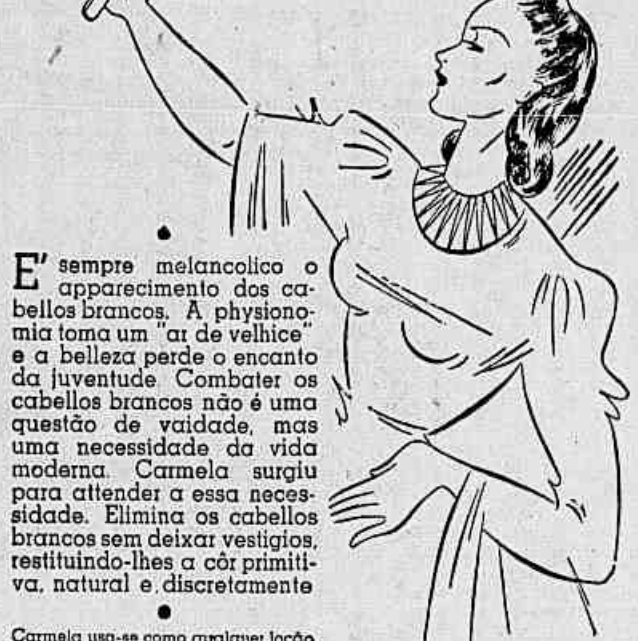 E' sempre melancolico o
apparecimento dos ca-
bellos brancos. A physiono-
mia toma um "ar de velhice"
e a belleza perde o encanto
da juventude. Combater os
cabellos brancos não é uma
questão de vaidade, mas
uma necessidade da vida
moderna. Carmela surgiu
para attender a essa neces-
sidade. Elimina os cabellos
brancos sem deixar vestigios,
restituindo-lhes a côr primiti-
va, natural e, discretamente
Carmela usa-se como qualquer loção